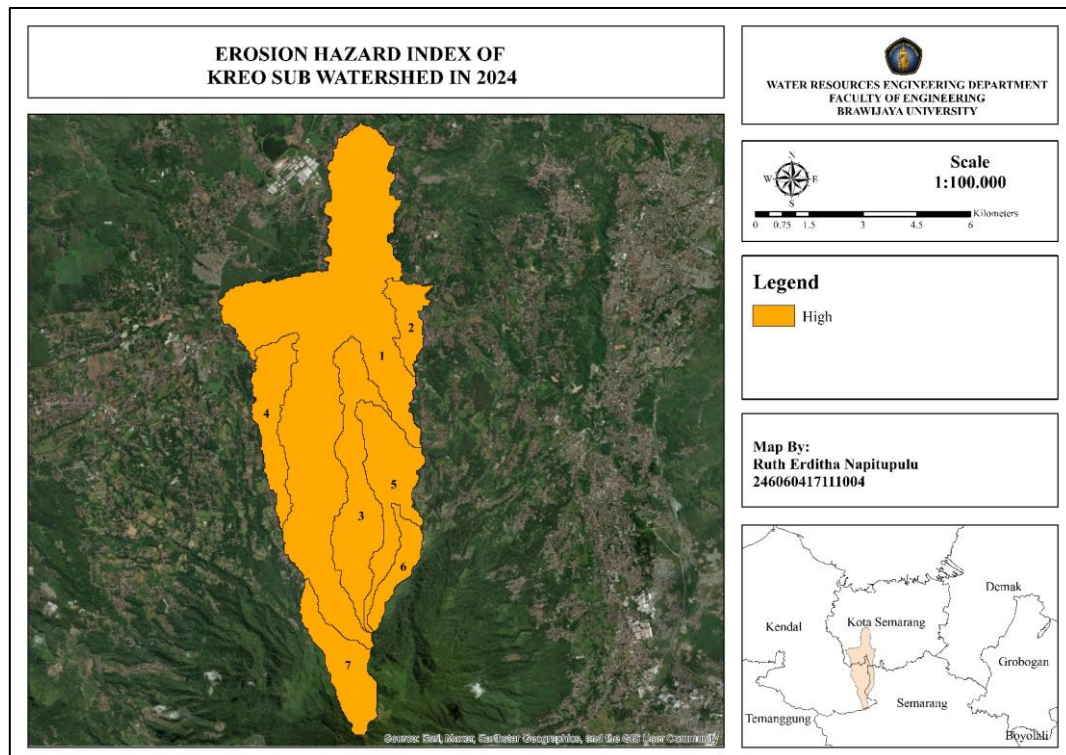 EROSION HAZARD INDEX OF
KREO SUB WATERSHED IN 2024
WATER RESOURCES ENGINEERING DEPARTMENT
FACULTY OF ENGINEERING
BRAWIJAYA UNIVERSITY
N
W E
S
Scale
1:100.000
Kilometers
0 0.75 1.5 3 4.5 6
Legend
High
Map By:
Ruth Erditha Napitupulu
246060417111004
2
1
4
5
3
6
7
Source: Esri, Maxar, Earthstar Geographics, and the GIS User Community
Demak
Kendal
Kota Semarang
Grobogan
Semarang
Temanggung
Boyolali